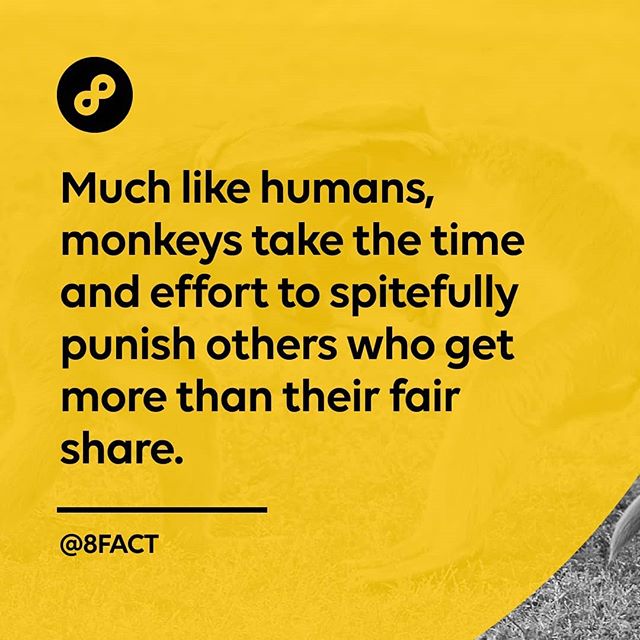 Much like humans,
monkeys take the time
and effort to spitefully
punish others who get
more than their fair
share.
@8FACT